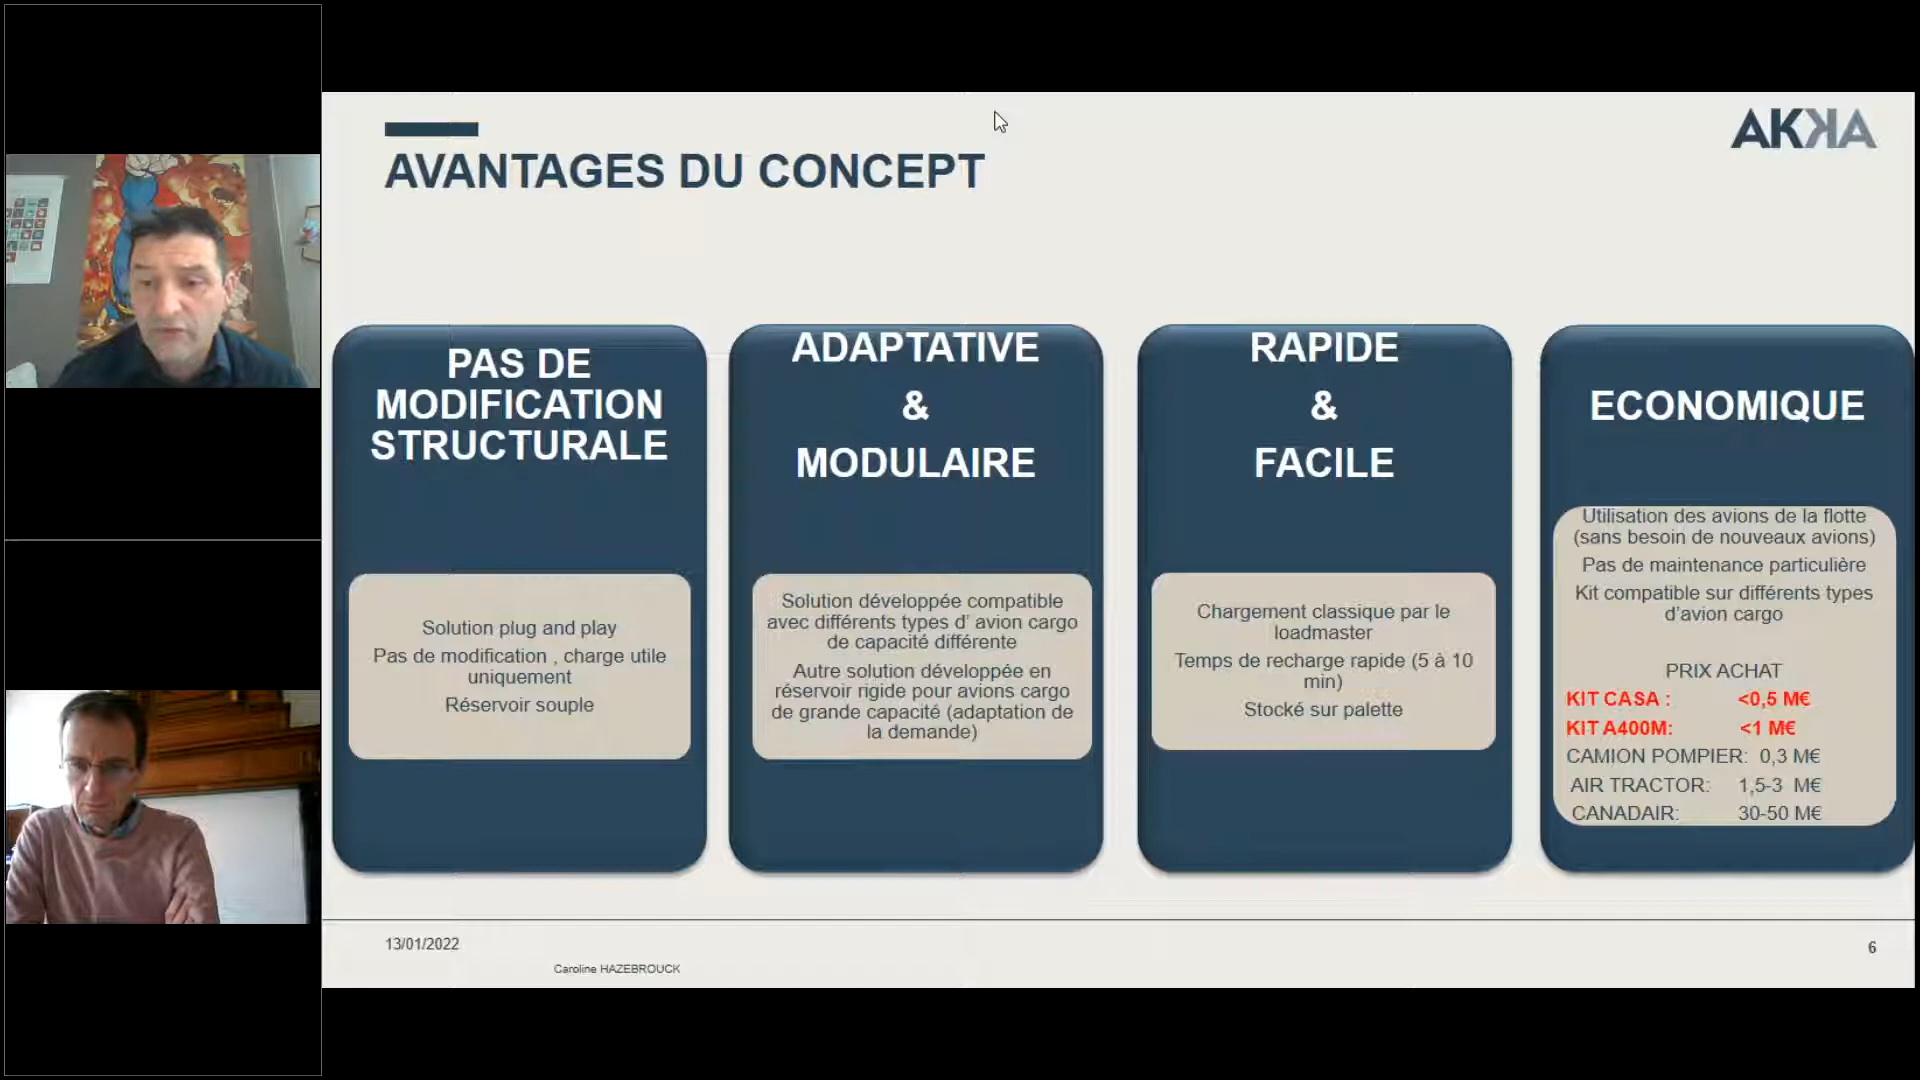 AKKA
AVANTAGES DU CONCEPT
PAS DE
MODIFICATION
STRUCTURALE
Solution plug and play
Pas de modification , charge utile
uniquement
Réservoir souple
ADAPTATIVE
&
MODULAIRE
Solution développée compatible
avec différents types d' avion cargo
de capacité différente
Autre solution développée en
réservoir rigide pour avions cargo
de grande capacité (adaptation de
la demande)
RAPIDE
&
FACILE
Chargement classique par le
loadmaster
Temps de recharge rapide (5 à 10
min)
Stocké sur palette
ECONOMIQUE
Utilisation des avions de la flotte
(sans besoin de nouveaux avions)
Pas de maintenance particulière
Kit compatible sur différents types
d'avion cargo
PRIX ACHAT
KIT CASA : <0,5 M€
KIT A400M: <1 M€
CAMION POMPIER: 0,3 M€
AIR TRACTOR: 1,5-3 M€
CANADAIR: 30-50 M€
13/01/2022
Caroline HAZEBROUCK
6